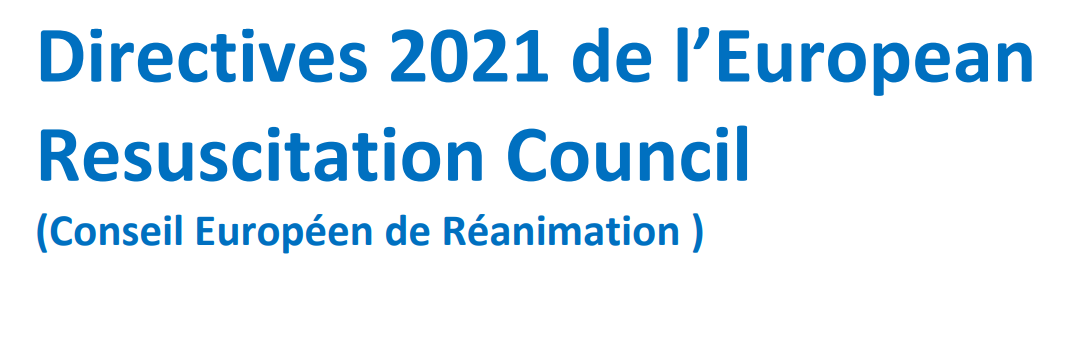 Directives 2021 de l’European
Resuscitation Council
(Conseil Européen de Réanimation )